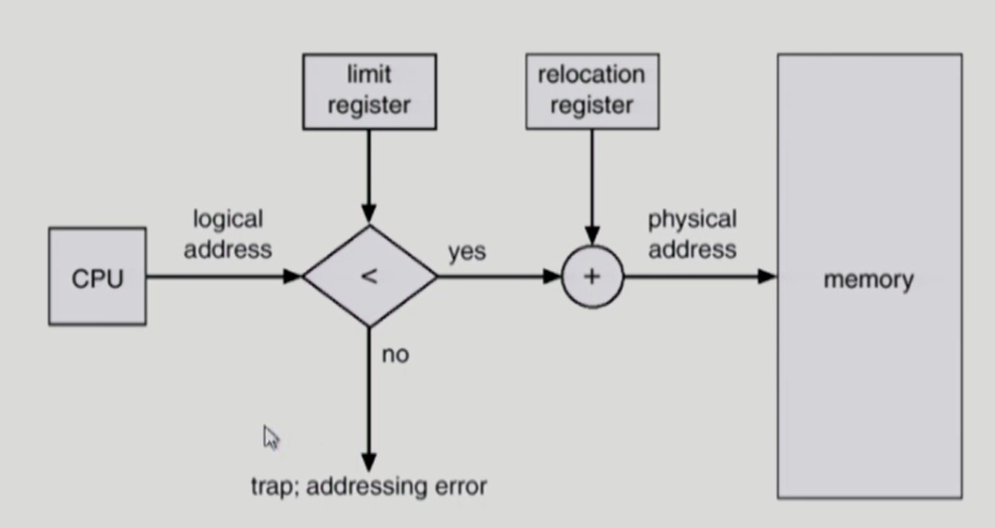 limit
register
relocation
register
logical
address
CPU
<
yes
+
physical
address
memory
no
trap; addressing error